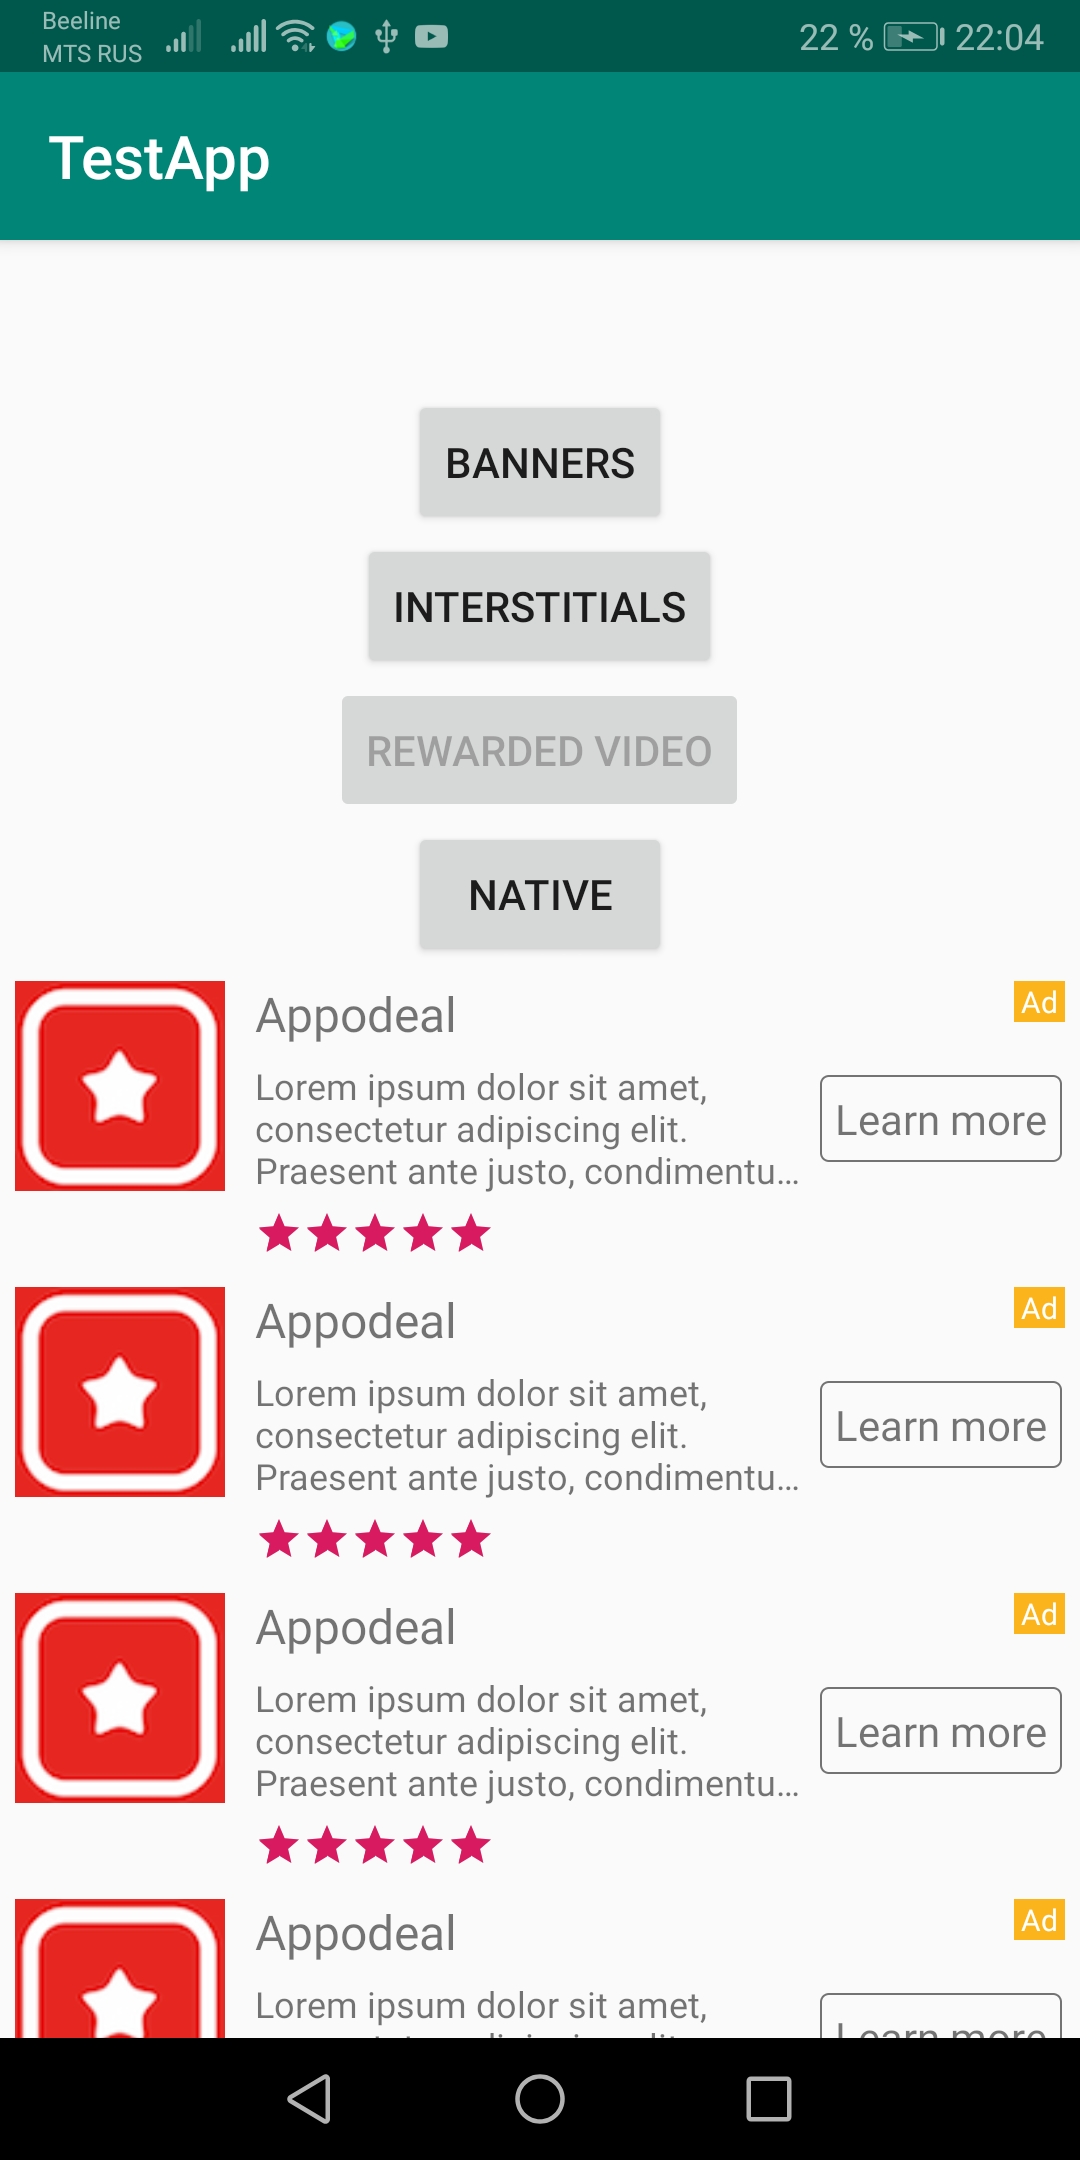 Beeline
MTS RUS
22 %
22:04
TestApp
BANNERS
INTERSTITIALS
REWARDED VIDEO
NATIVE
Appodeal
Ad
Lorem ipsum dolor sit amet,
consectetur adipiscing elit.
Praesent ante justo, condimentu...
Learn more
Appodeal
Ad
Lorem ipsum dolor sit amet,
consectetur adipiscing elit.
Praesent ante justo, condimentu...
Learn more
Appodeal
Ad
Lorem ipsum dolor sit amet,
consectetur adipiscing elit.
Praesent ante justo, condimentu...
Learn more
Appodeal
Ad
Lorem ipsum dolor sit amet,
Learn more